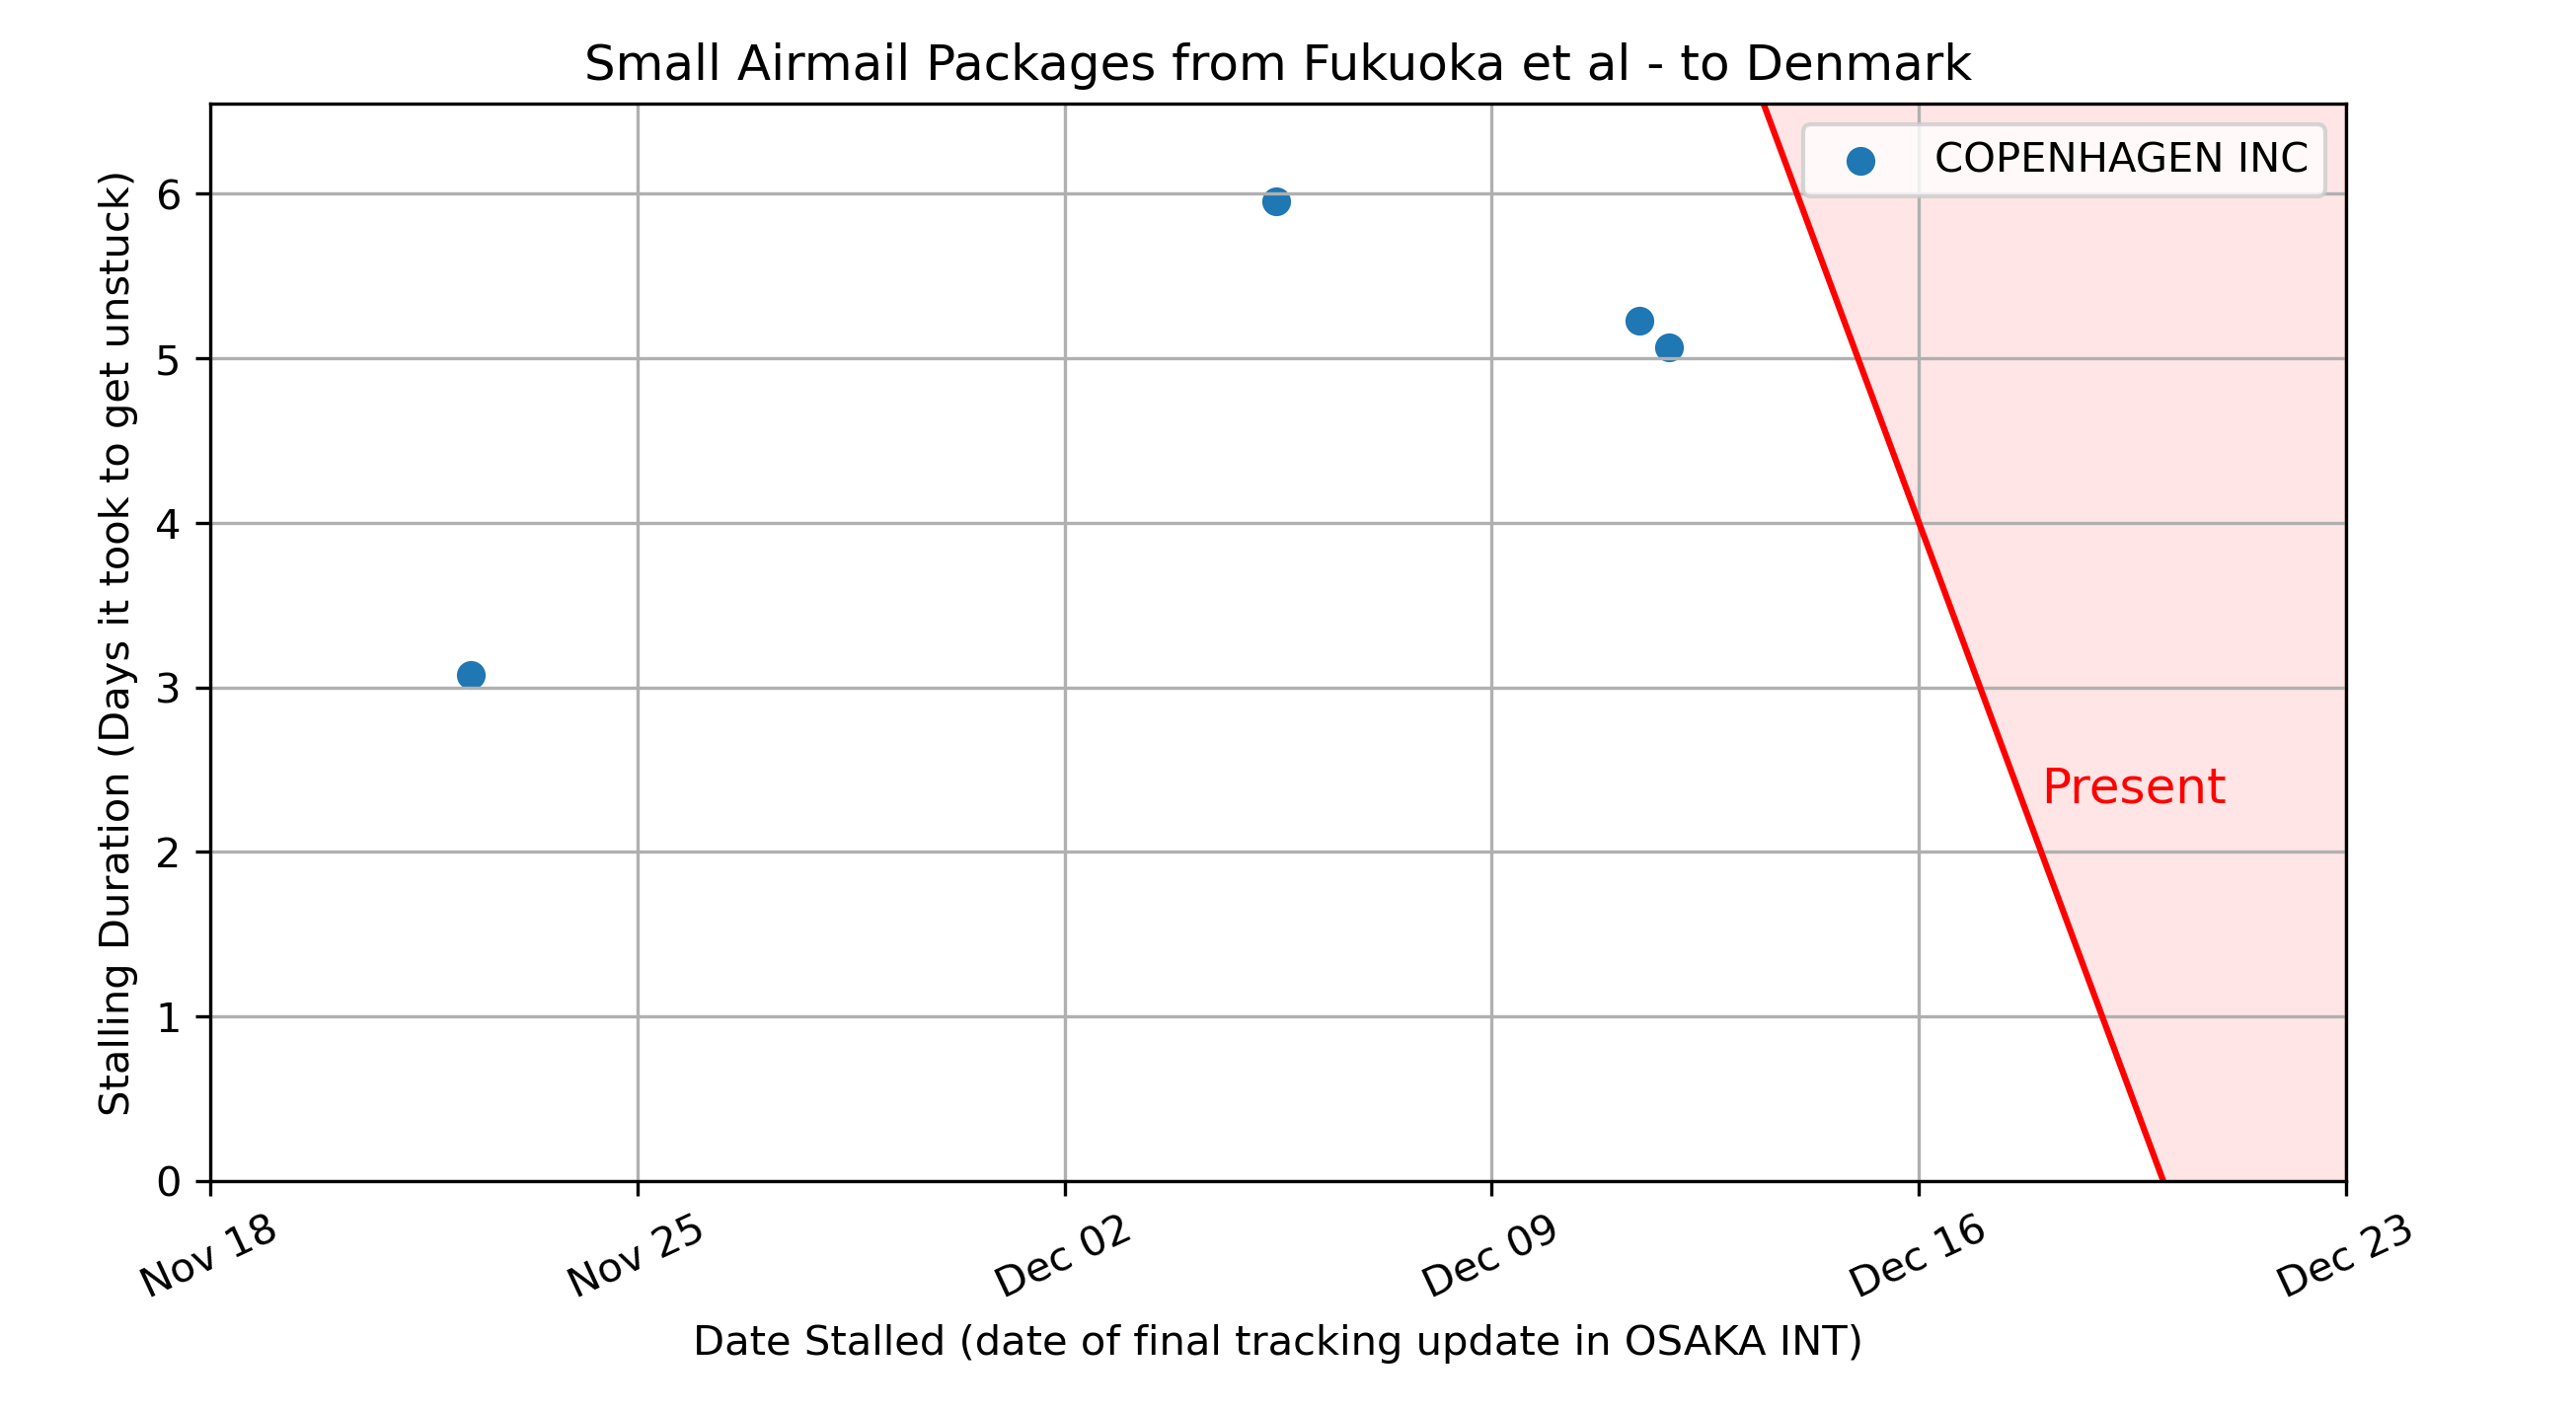 Small Airmail Packages from Fukuoka et al - to Denmark
COPENHAGEN INC
Stalling Duration (Days it took to get unstuck)
6
5
4
3
2
1
0
Present
Nov 18
Nov 25
Dec 02
Dec 09
Dec 16
Dec 23
Date Stalled (date of final tracking update in OSAKA INT)